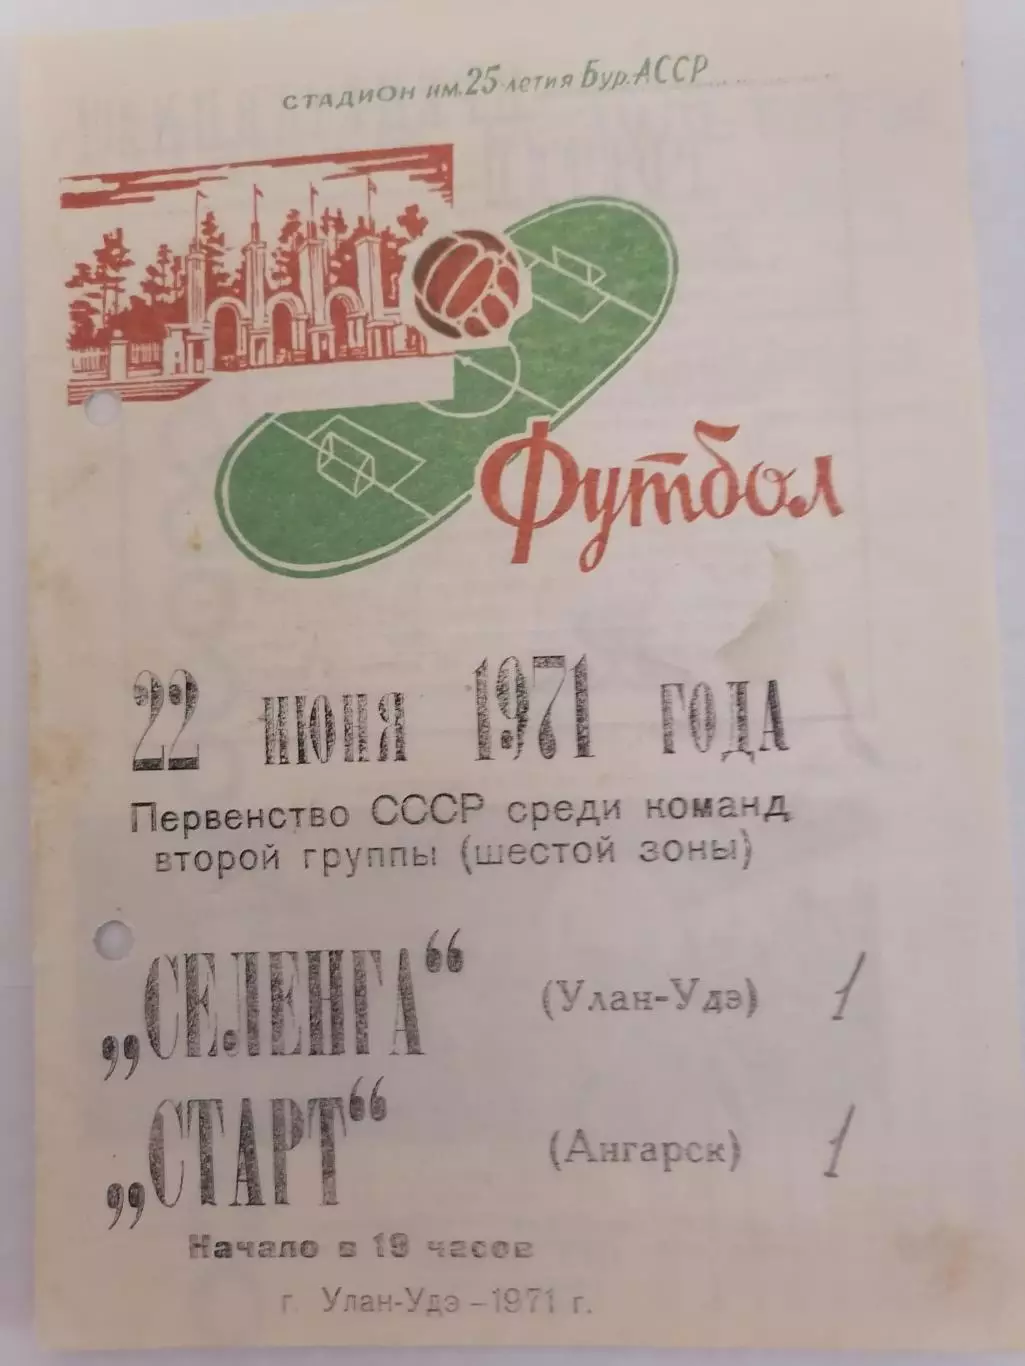 СТАДИОН им. 25-летия Бур. АССР
Футбол
22 июня 1971 года
Первенство СССР среди команд
второй группы (шестой зоны)
„СЕЛЕНГА“ (Улан-Удэ) 1
„СТАРТ“ (Ангарск) 1
Начало в 19 часов
г. Улан-Удэ – 1971 г.